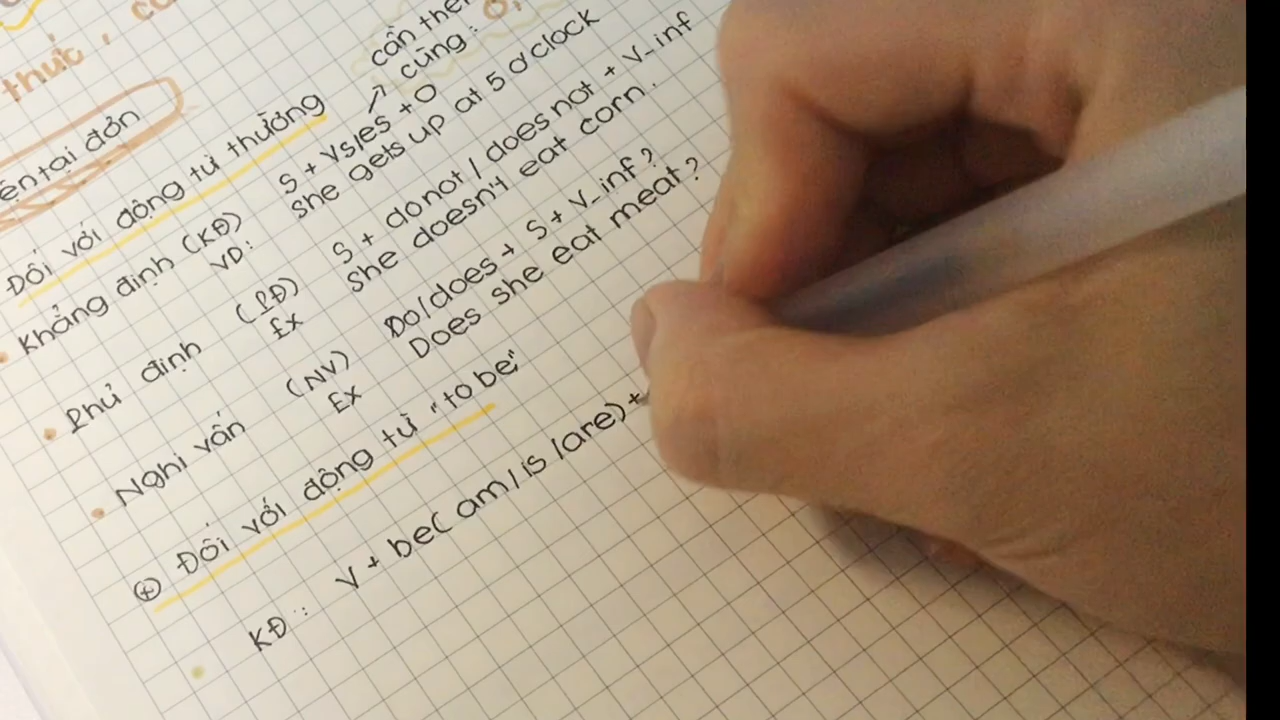 thức,
cần thêm
cũng: O,
ện tại đơn
Đối với động từ thường
• Khẳng định (KĐ) S + Vs/es + O
VD: She gets up at 5 o'clock
• Phủ định (PĐ) S + do not / does not + V_inf
Ex She doesn't eat corn.
• Nghi vấn (NV) Do/does + S + V_inf?
Ex Does she eat meat?
⊕ Đối với động từ "to be"
• KĐ: V + be( am / is /are) +